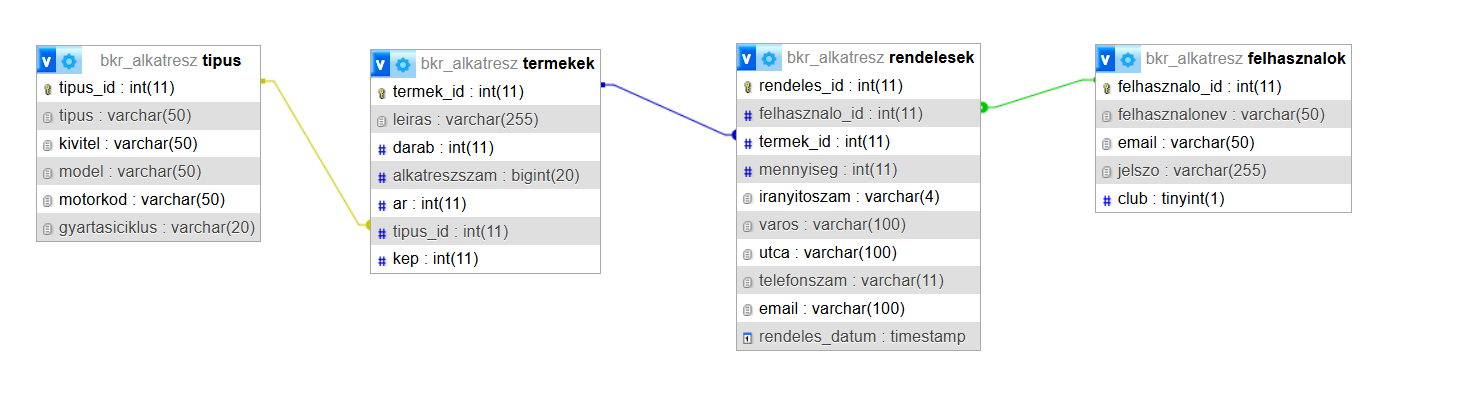 bkr_alkatresz tipus
tipus_id : int(11)
tipus : varchar(50)
kivitel : varchar(50)
model : varchar(50)
motorkod : varchar(50)
gyartasiciklus : varchar(20)
bkr_alkatresz termekek
termek_id : int(11)
leiras : varchar(255)
darab : int(11)
alkatreszszam : bigint(20)
ar : int(11)
tipus_id : int(11)
kep : int(11)
bkr_alkatresz rendelesek
rendeles_id : int(11)
felhasznalo_id : int(11)
termek_id : int(11)
mennyiseg : int(11)
iranyitoszam : varchar(4)
varos : varchar(100)
utca : varchar(100)
telefonszam : varchar(11)
email : varchar(100)
rendeles_datum : timestamp
bkr_alkatresz felhasznalok
felhasznalo_id : int(11)
felhasznalonev : varchar(50)
email : varchar(50)
jelszo : varchar(255)
club : tinyint(1)